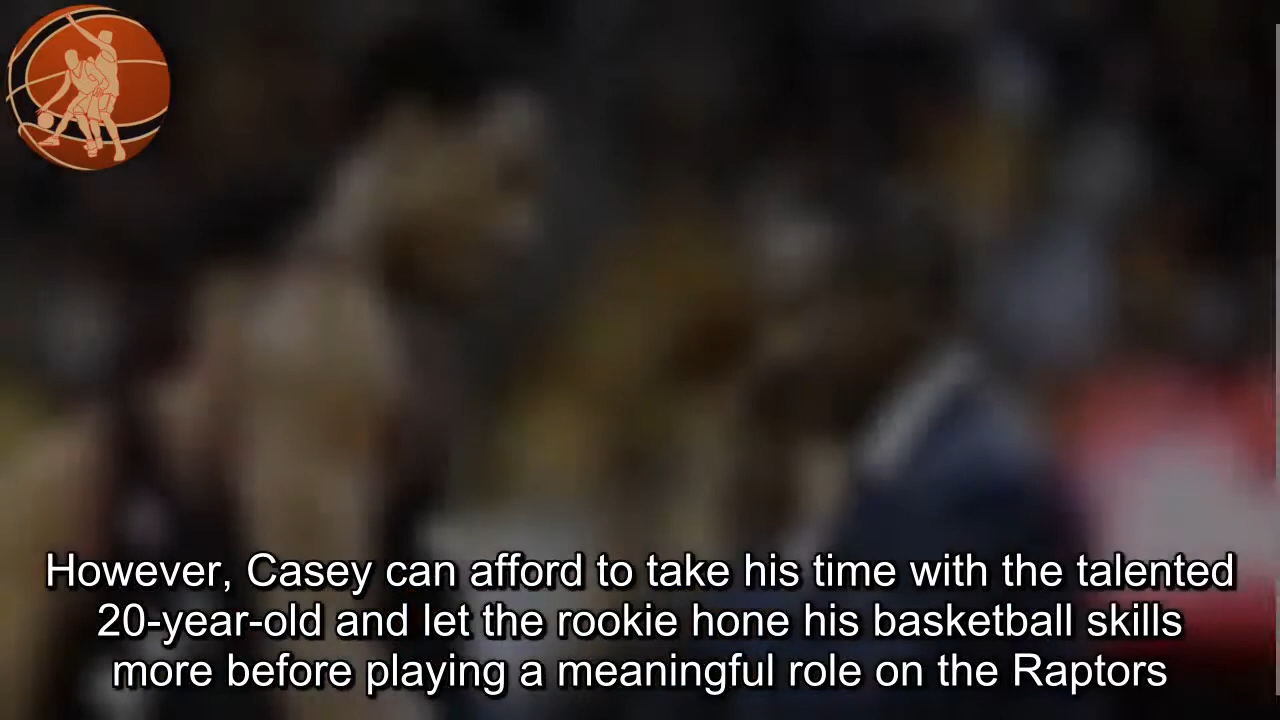 However, Casey can afford to take his time with the talented
20-year-old and let the rookie hone his basketball skills
more before playing a meaningful role on the Raptors